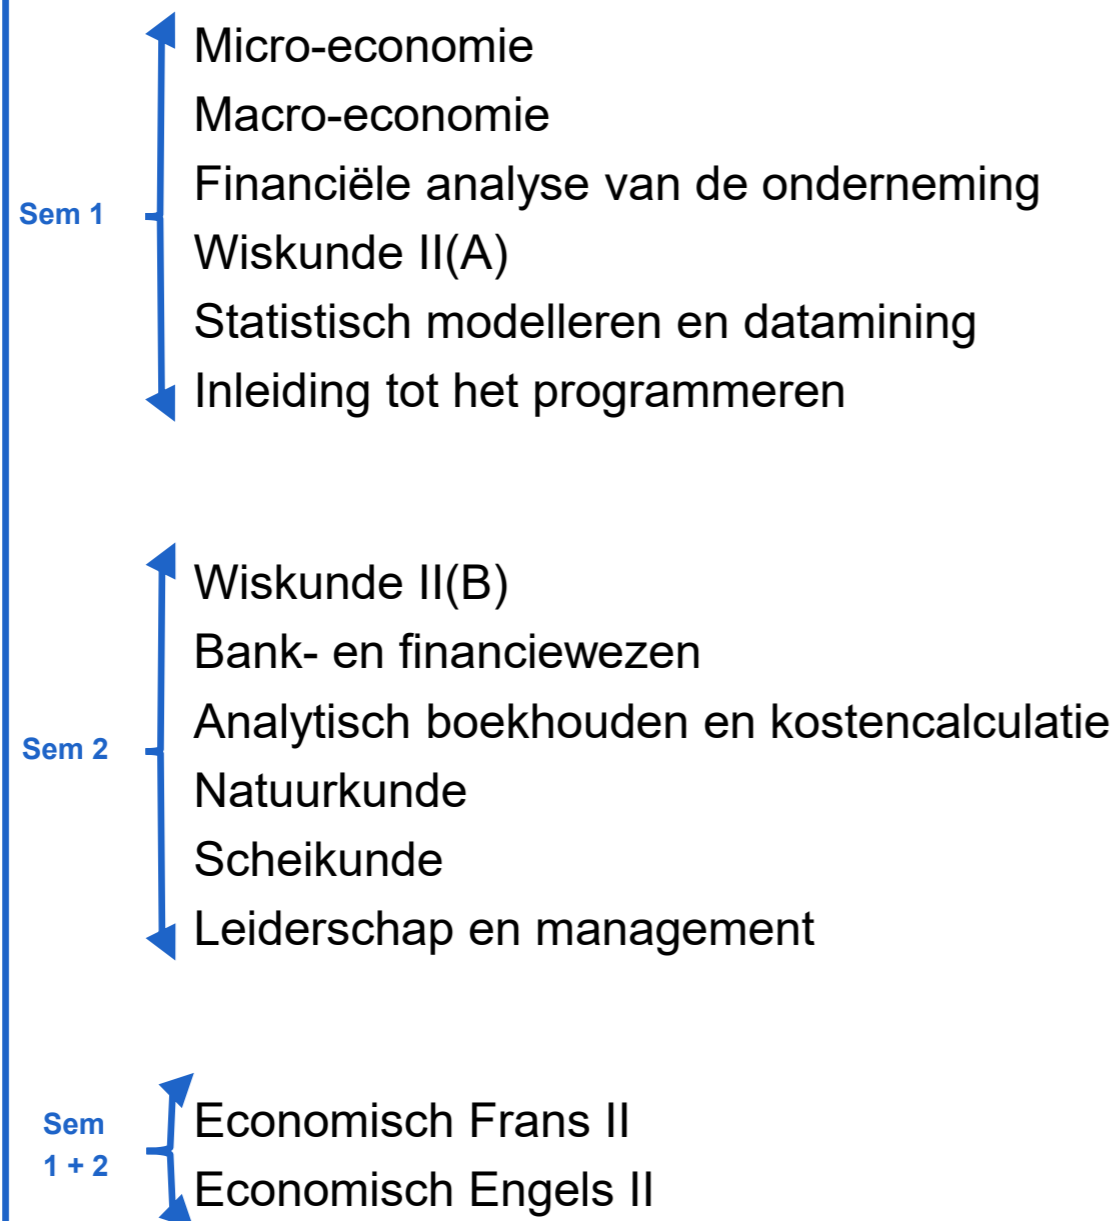 Micro-economie
Macro-economie
Financiële analyse van de onderneming
Sem 1
Wiskunde II(A)
Statistisch modelleren en datamining
Inleiding tot het programmeren
Wiskunde II(B)
Bank- en financiewezen
Analytisch boekhouden en kostencalculatie
Sem 2
Natuurkunde
Scheikunde
Leiderschap en management
Sem
1 + 2
Economisch Frans II
Economisch Engels II